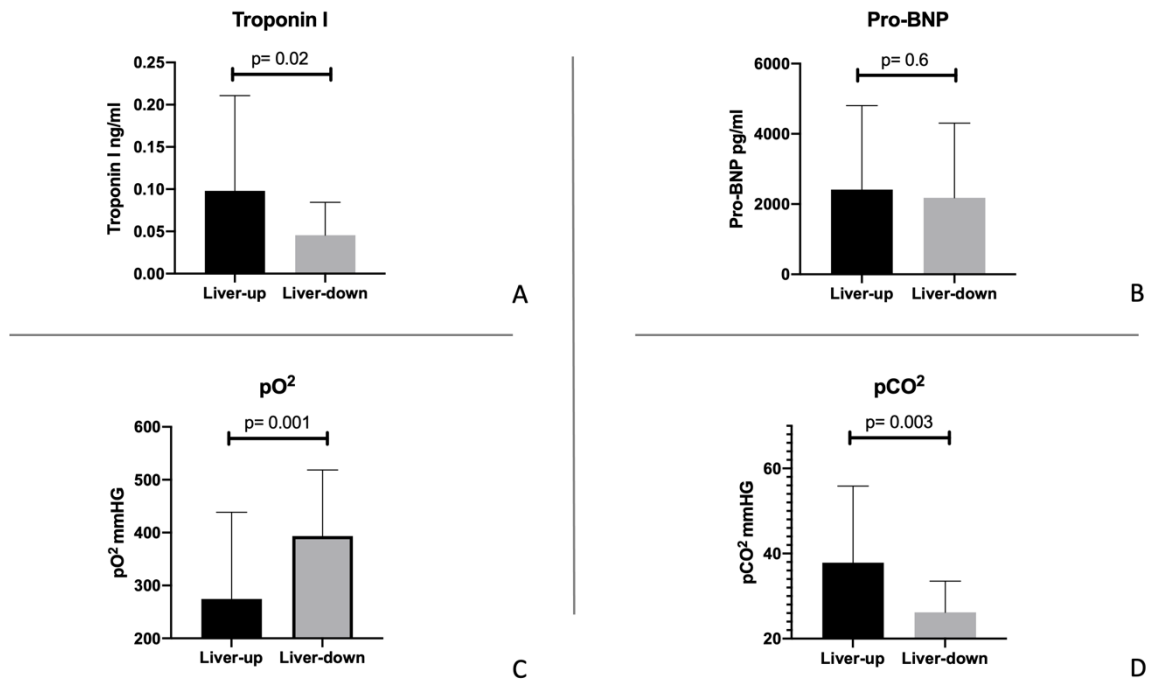 Troponin I
p= 0.02
Troponin I ng/ml
0.25
0.20
0.15
0.10
0.05
0.00
Liver-up Liver-down
A
Pro-BNP
p= 0.6
Pro-BNP pg/ml
6000
4000
2000
0
Liver-up Liver-down
B
pO²
p= 0.001
pO² mmHG
600
500
400
300
200
Liver-up Liver-down
C
pCO²
p= 0.003
pCO² mmHG
60
40
20
Liver-up Liver-down
D